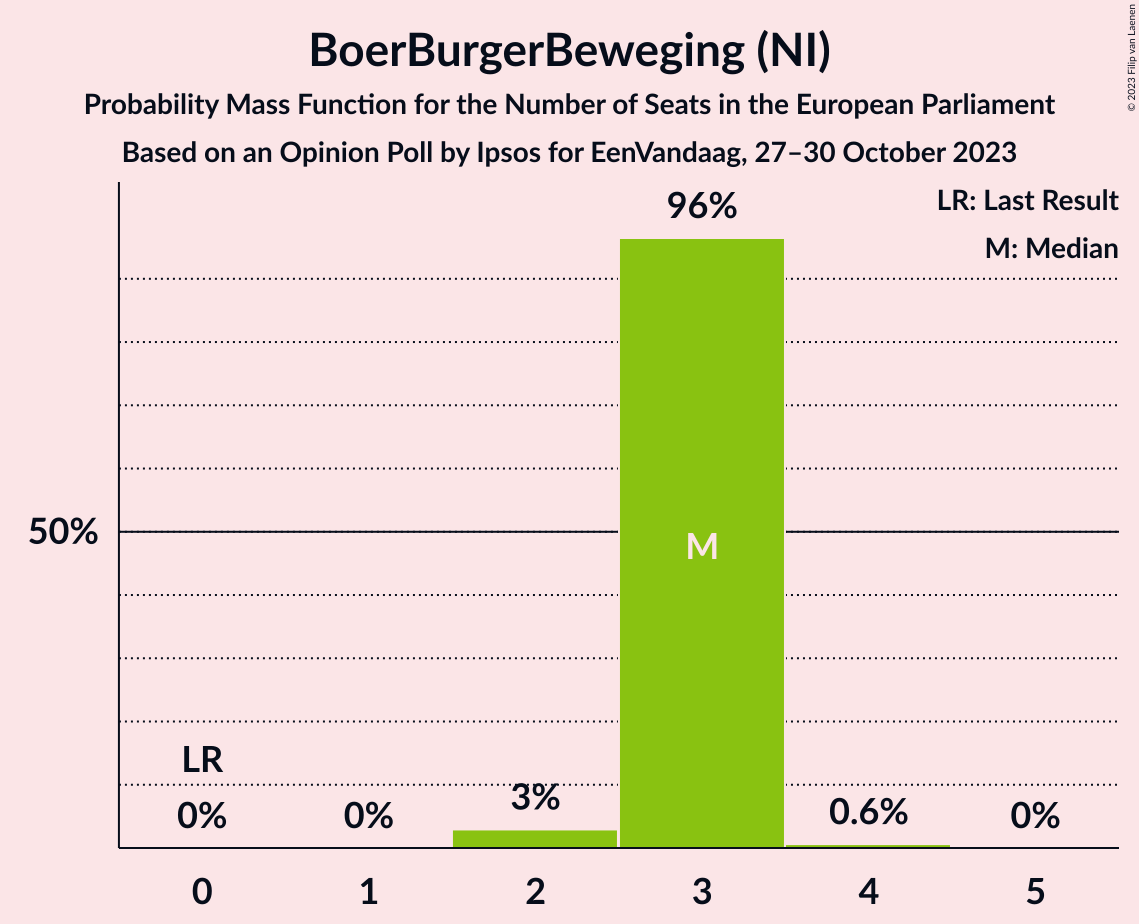 BoerBurgerBeweging (NI)
Probability Mass Function for the Number of Seats in the European Parliament
Based on an Opinion Poll by Ipsos for EenVandaag, 27–30 October 2023
© 2023 Filip van Laenen
LR: Last Result
M: Median
96%
50%
M
LR
0%
0%
3%
0.6%
0%
0
1
2
3
4
5